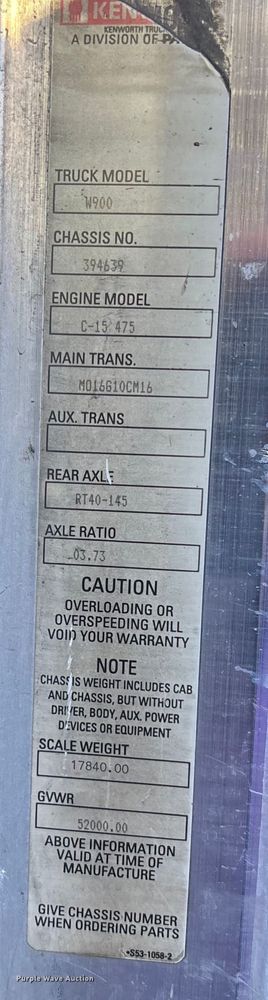 KENWORTH TRUCK
A DIVISION OF
TRUCK MODEL
W900
CHASSIS NO.
394639
ENGINE MODEL
C-15 475
MAIN TRANS.
MO16G10CM16
AUX. TRANS
REAR AXLE
RT40-145
AXLE RATIO
03.73
CAUTION
OVERLOADING OR
OVERSPEEDING WILL
VOID YOUR WARRANTY
NOTE
CHASSIS WEIGHT INCLUDES CAB
AND CHASSIS, BUT WITHOUT
DRIVER, BODY, AUX. POWER
DEVICES OR EQUIPMENT
SCALE WEIGHT
17840.00
GVWR
52000.00
ABOVE INFORMATION
VALID AT TIME OF
MANUFACTURE
GIVE CHASSIS NUMBER
WHEN ORDERING PARTS
•S53-1058-2
Purple Wave Auction